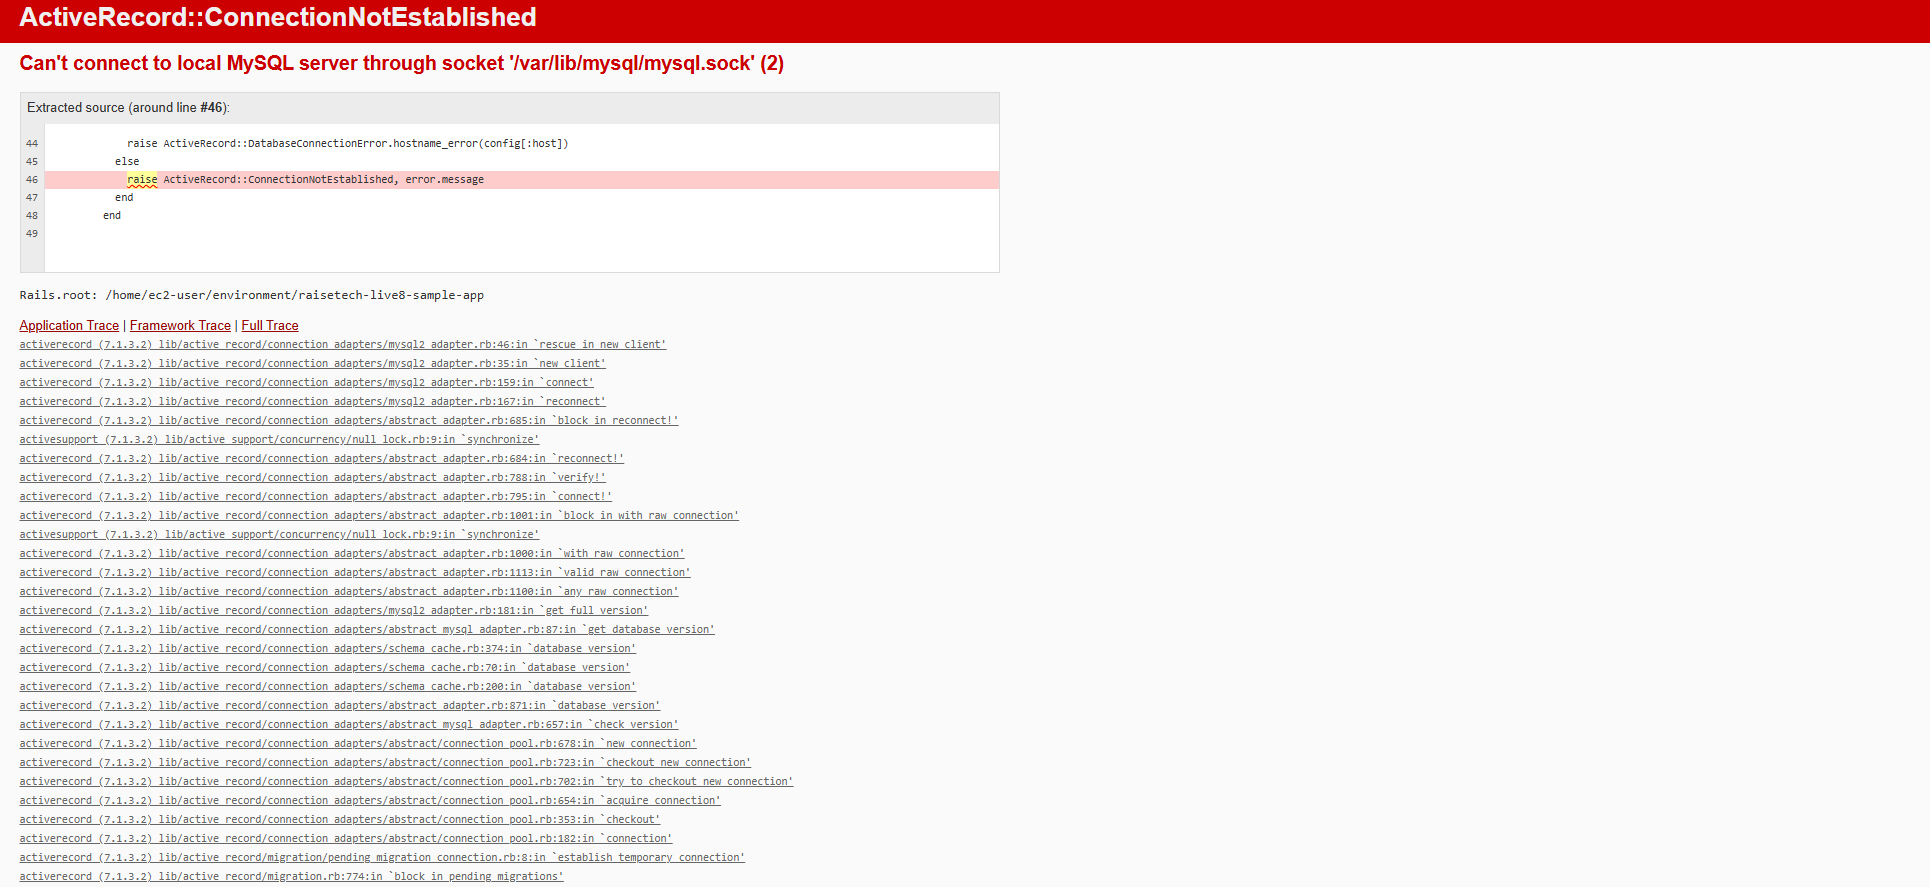 ActiveRecord::ConnectionNotEstablished
Can't connect to local MySQL server through socket '/var/lib/mysql/mysql.sock' (2)
Extracted source (around line #46):
44 raise ActiveRecord::DatabaseConnectionError.hostname_error(config[:host])
45 else
46 raise ActiveRecord::ConnectionNotEstablished, error.message
47 end
48 end
49
Rails.root: /home/ec2-user/environment/raisetech-live8-sample-app
Application Trace | Framework Trace | Full Trace
activerecord (7.1.3.2) lib/active_record/connection_adapters/mysql2_adapter.rb:46:in `rescue in new_client'
activerecord (7.1.3.2) lib/active_record/connection_adapters/mysql2_adapter.rb:35:in `new_client'
activerecord (7.1.3.2) lib/active_record/connection_adapters/mysql2_adapter.rb:159:in `connect'
activerecord (7.1.3.2) lib/active_record/connection_adapters/mysql2_adapter.rb:167:in `reconnect'
activerecord (7.1.3.2) lib/active_record/connection_adapters/abstract_adapter.rb:685:in `block in reconnect!'
activesupport (7.1.3.2) lib/active_support/concurrency/null_lock.rb:9:in `synchronize'
activerecord (7.1.3.2) lib/active_record/connection_adapters/abstract_adapter.rb:684:in `reconnect!'
activerecord (7.1.3.2) lib/active_record/connection_adapters/abstract_adapter.rb:788:in `verify!'
activerecord (7.1.3.2) lib/active_record/connection_adapters/abstract_adapter.rb:795:in `connect!'
activerecord (7.1.3.2) lib/active_record/connection_adapters/abstract_adapter.rb:1001:in `block in with_raw_connection'
activesupport (7.1.3.2) lib/active_support/concurrency/null_lock.rb:9:in `synchronize'
activerecord (7.1.3.2) lib/active_record/connection_adapters/abstract_adapter.rb:1000:in `with_raw_connection'
activerecord (7.1.3.2) lib/active_record/connection_adapters/abstract_adapter.rb:1113:in `valid_raw_connection'
activerecord (7.1.3.2) lib/active_record/connection_adapters/abstract_adapter.rb:1100:in `any_raw_connection'
activerecord (7.1.3.2) lib/active_record/connection_adapters/mysql2_adapter.rb:181:in `get_full_version'
activerecord (7.1.3.2) lib/active_record/connection_adapters/abstract_mysql_adapter.rb:87:in `get_database_version'
activerecord (7.1.3.2) lib/active_record/connection_adapters/schema_cache.rb:374:in `database_version'
activerecord (7.1.3.2) lib/active_record/connection_adapters/schema_cache.rb:70:in `database_version'
activerecord (7.1.3.2) lib/active_record/connection_adapters/schema_cache.rb:200:in `database_version'
activerecord (7.1.3.2) lib/active_record/connection_adapters/abstract_adapter.rb:871:in `database_version'
activerecord (7.1.3.2) lib/active_record/connection_adapters/abstract_mysql_adapter.rb:657:in `check_version'
activerecord (7.1.3.2) lib/active_record/connection_adapters/abstract/connection_pool.rb:678:in `new_connection'
activerecord (7.1.3.2) lib/active_record/connection_adapters/abstract/connection_pool.rb:723:in `checkout_new_connection'
activerecord (7.1.3.2) lib/active_record/connection_adapters/abstract/connection_pool.rb:702:in `try_to_checkout_new_connection'
activerecord (7.1.3.2) lib/active_record/connection_adapters/abstract/connection_pool.rb:654:in `acquire_connection'
activerecord (7.1.3.2) lib/active_record/connection_adapters/abstract/connection_pool.rb:353:in `checkout'
activerecord (7.1.3.2) lib/active_record/connection_adapters/abstract/connection_pool.rb:182:in `connection'
activerecord (7.1.3.2) lib/active_record/migration/pending_migration_connection.rb:8:in `establish_temporary_connection'
activerecord (7.1.3.2) lib/active_record/migration.rb:774:in `block in pending_migrations'